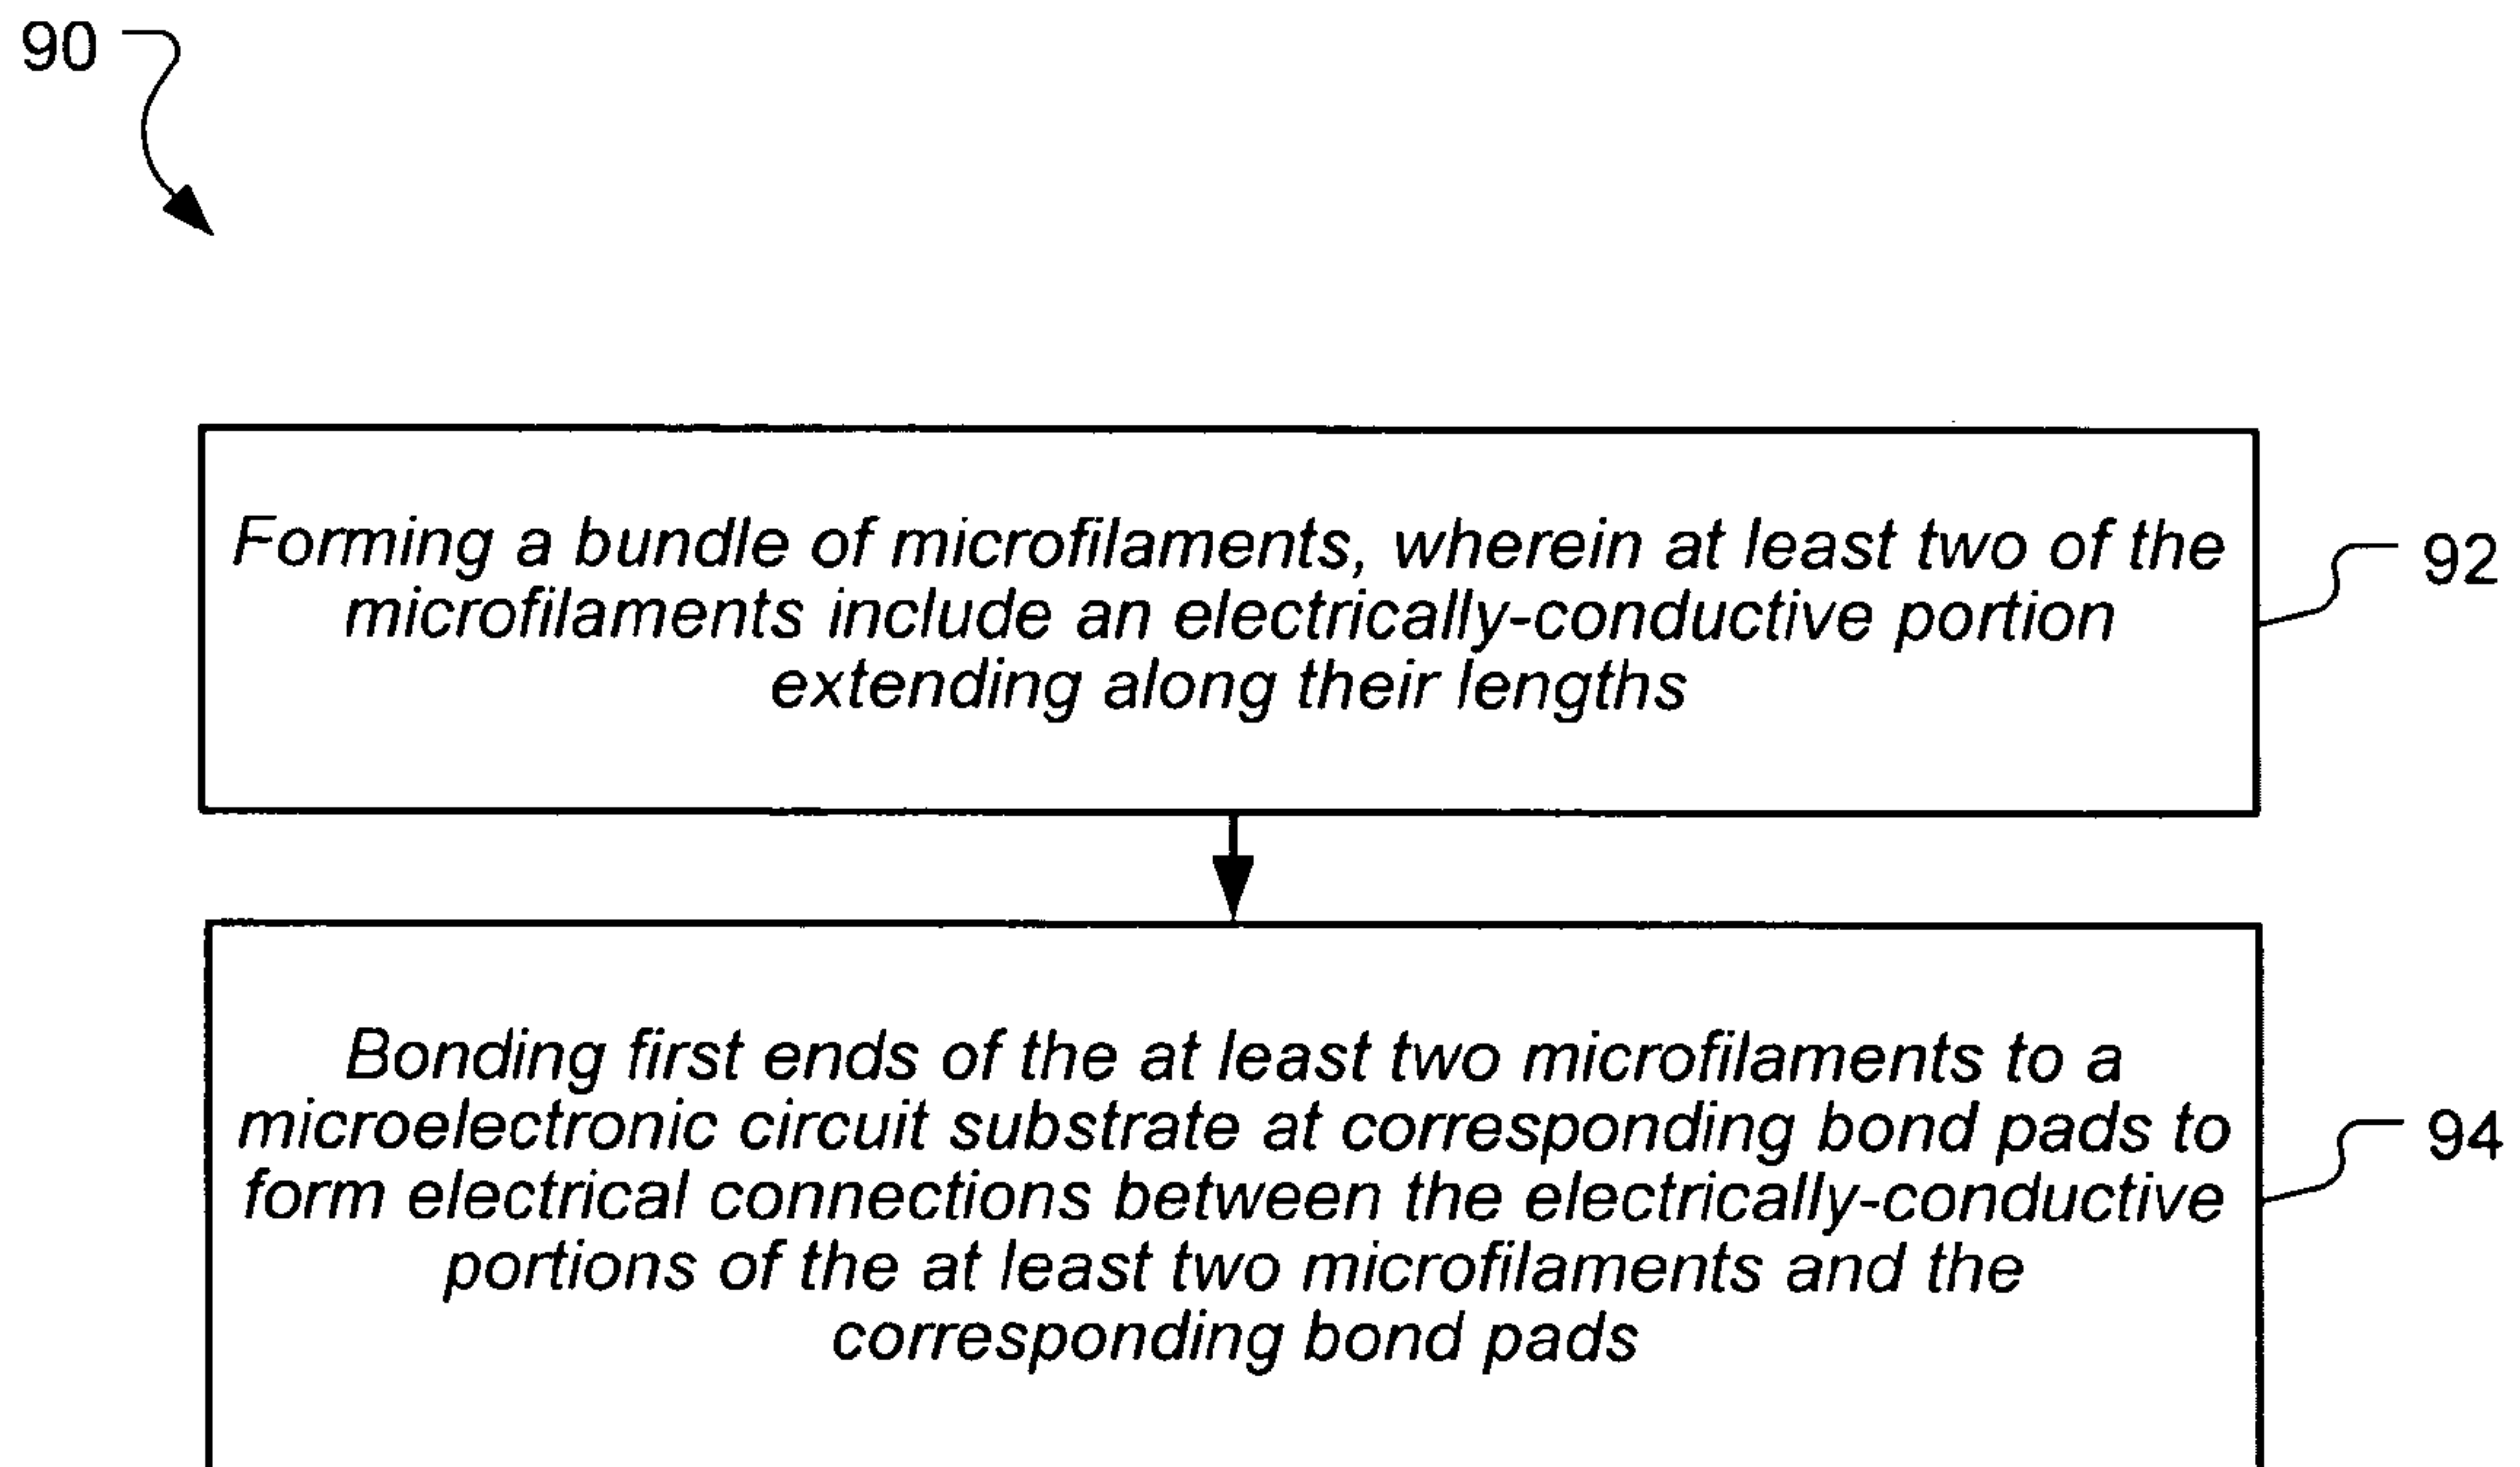 90
Forming a bundle of microfilaments, wherein at least two of the
microfilaments include an electrically-conductive portion
extending along their lengths
92
Bonding first ends of the at least two microfilaments to a
microelectronic circuit substrate at corresponding bond pads to
form electrical connections between the electrically-conductive
portions of the at least two microfilaments and the
corresponding bond pads
94